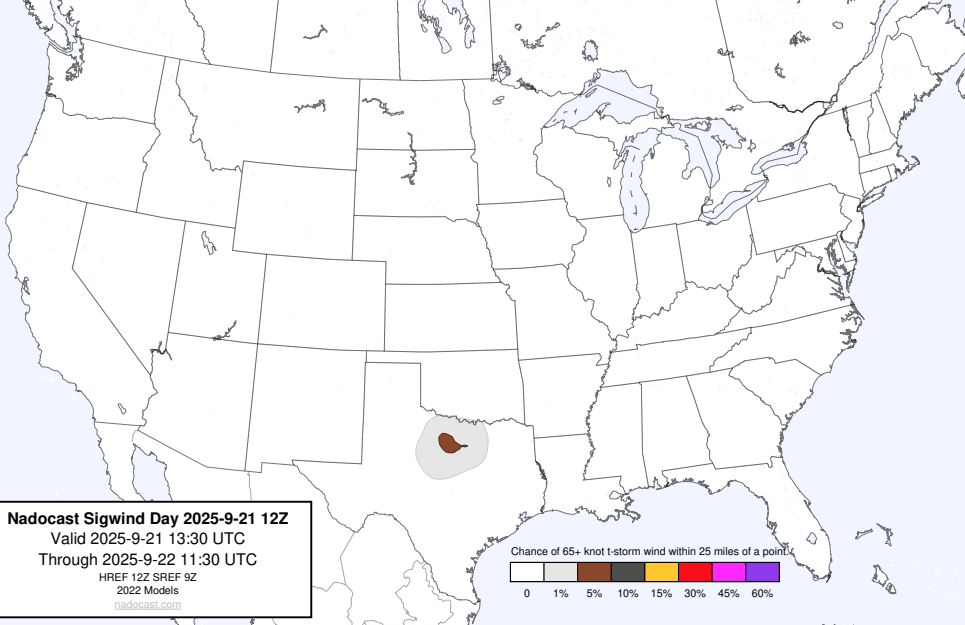 Nadocast Sigwind Day 2025-9-21 12Z
Valid 2025-9-21 13:30 UTC
Through 2025-9-22 11:30 UTC
HREF 12Z SREF 9Z
2022 Models
nadocast.com
Chance of 65+ knot t-storm wind within 25 miles of a point.
0 1% 5% 10% 15% 30% 45% 60%